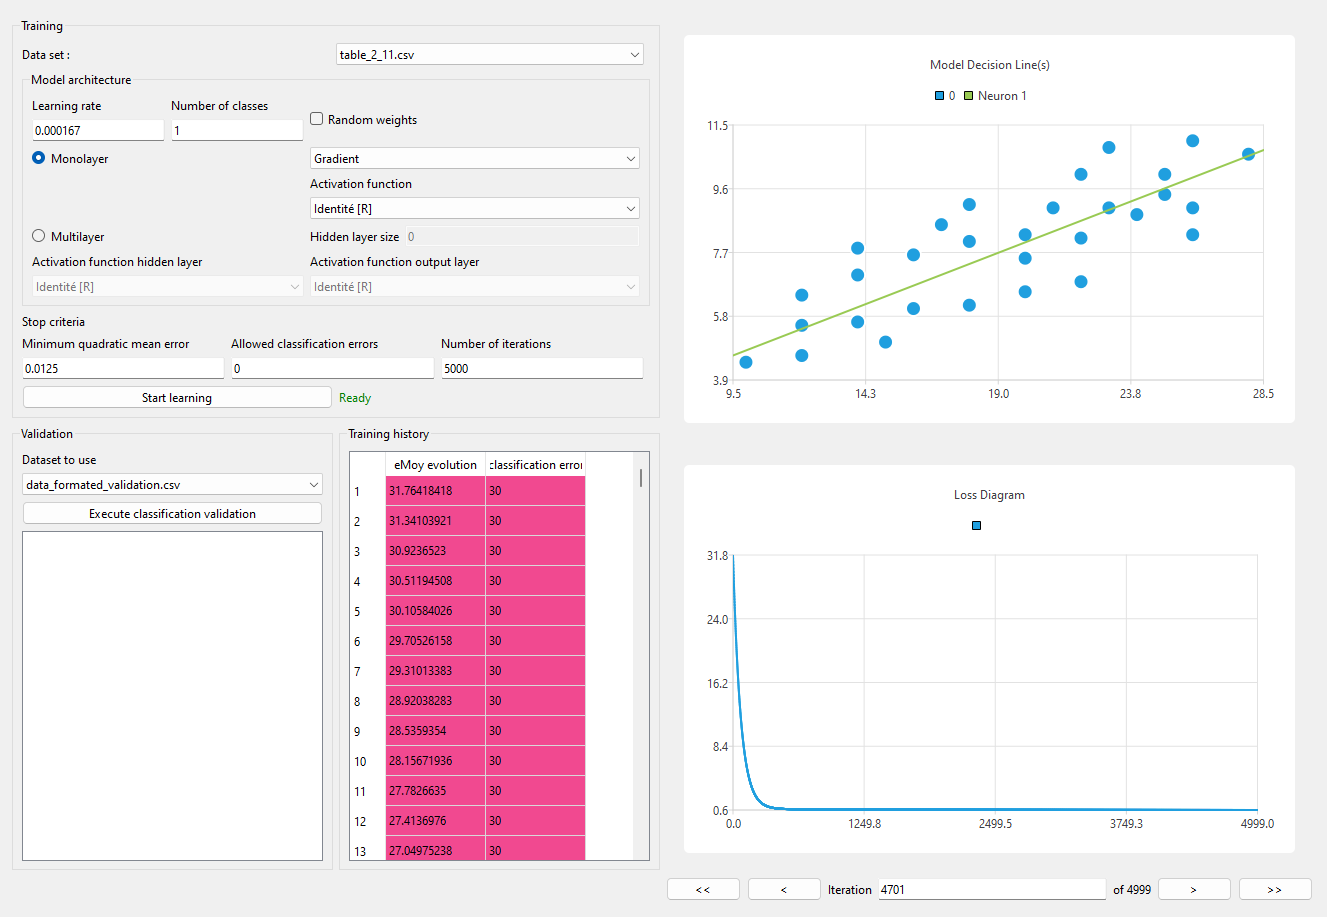 Training
Data set :
table_2_11.csv
Model architecture
Learning rate
Number of classes
0.000167
1
Random weights
Monolayer
Gradient
Activation function
Identité [R]
Multilayer
Hidden layer size 0
Activation function hidden layer
Activation function output layer
Identité [R]
Identité [R]
Stop criteria
Minimum quadratic mean error
Allowed classification errors
Number of iterations
0.0125
0
5000
Start learning
Ready
Validation
Dataset to use
data_formated_validation.csv
Execute classification validation
Training history
eMoy evolution
classification error
1 31.76418418 30
2 31.34103921 30
3 30.9236523 30
4 30.51194508 30
5 30.10584026 30
6 29.70526158 30
7 29.31013383 30
8 28.92038283 30
9 28.5359354 30
10 28.15671936 30
11 27.7826635 30
12 27.4136976 30
13 27.04975238 30
Model Decision Line(s)
0 Neuron 1
11.5
9.6
7.7
5.8
3.9
9.5 14.3 19.0 23.8 28.5
Loss Diagram
31.8
24.0
16.2
8.4
0.6
0.0 1249.8 2499.5 3749.3 4999.0
<< < Iteration 4701 of 4999 > >>